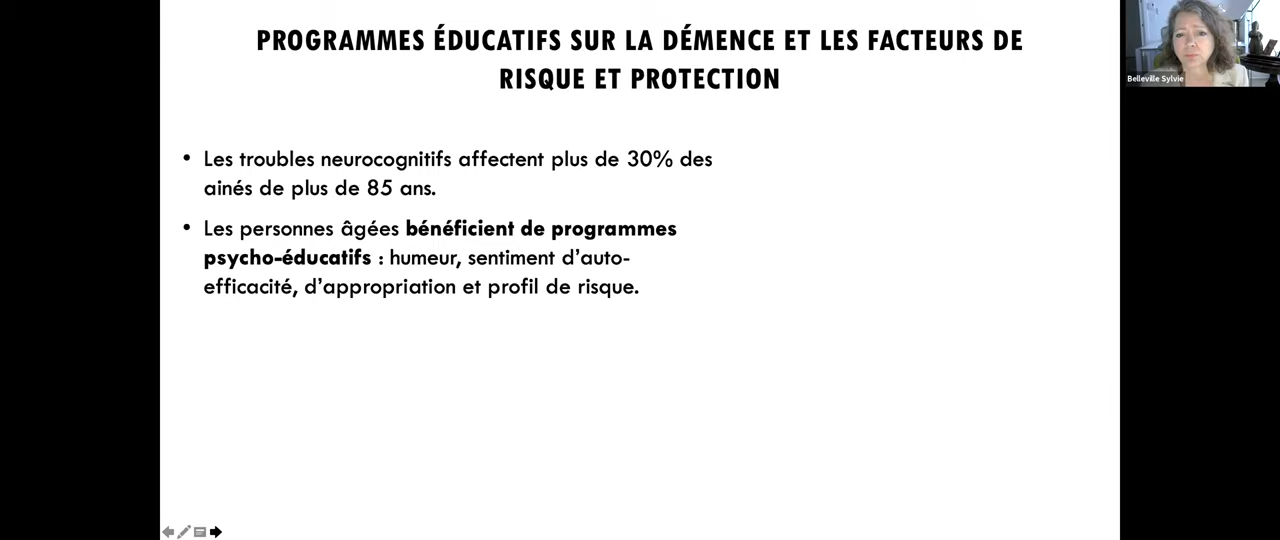 PROGRAMMES ÉDUCATIFS SUR LA DÉMENCE ET LES FACTEURS DE
RISQUE ET PROTECTION
• Les troubles neurocognitifs affectent plus de 30% des
ainés de plus de 85 ans.
• Les personnes âgées bénéficient de programmes
psycho-éducatifs : humeur, sentiment d’auto-
efficacité, d’appropriation et profil de risque.
Belleville Sylvie